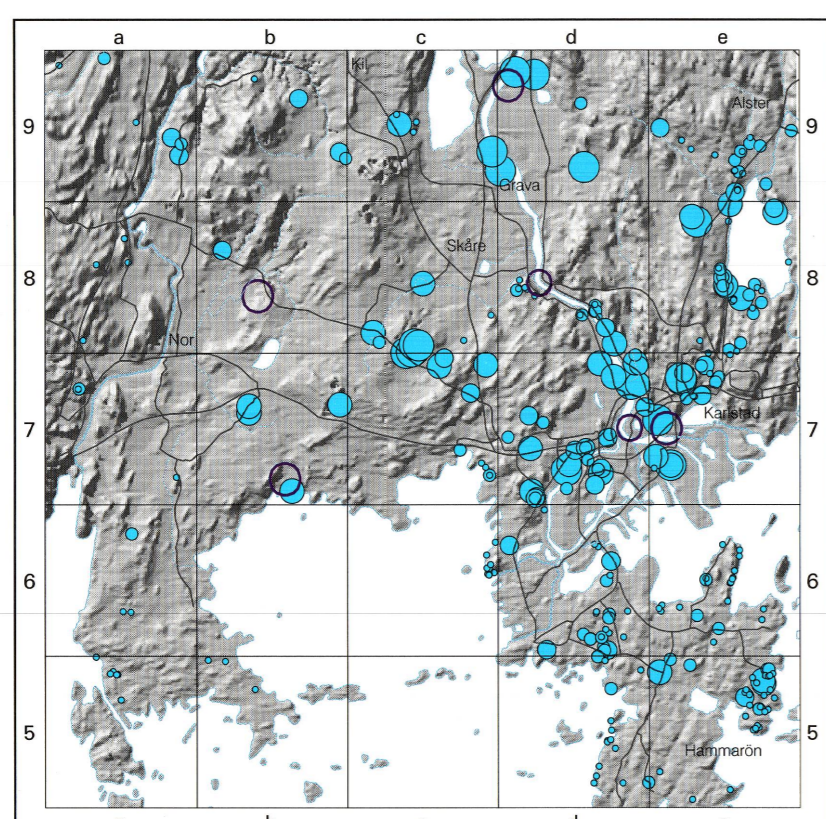 a b c d e
Kil
9 Alster 9
Grava
Skåre
8 8
Nor
Karlstad
7 7
6 6
5 Hammarön 5